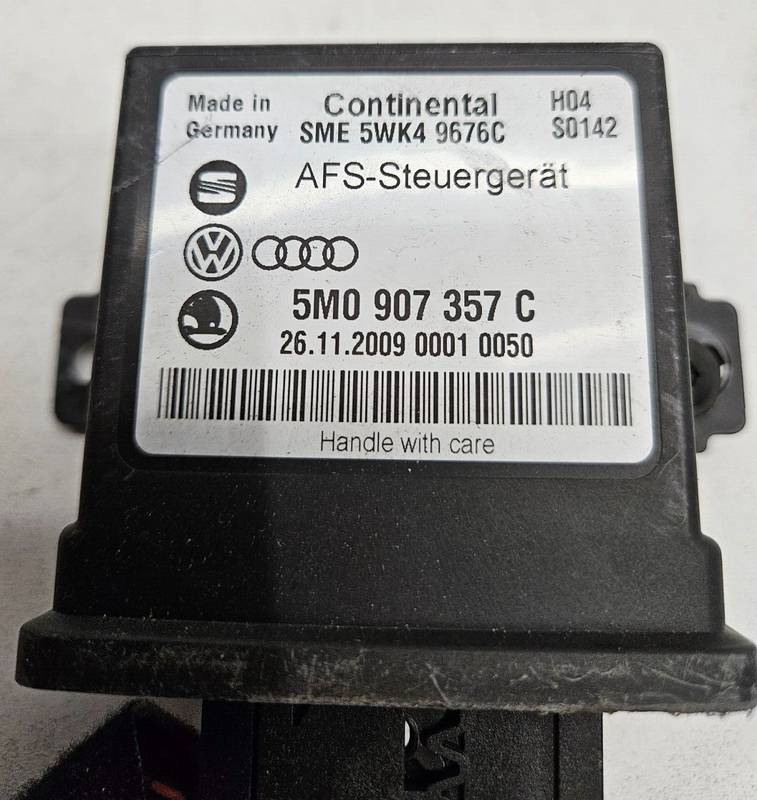 Made in Continental H04
Germany SME 5WK4 9676C S0142
AFS-Steuergerät
5M0 907 357 C
26.11.2009 0001 0050
Handle with care